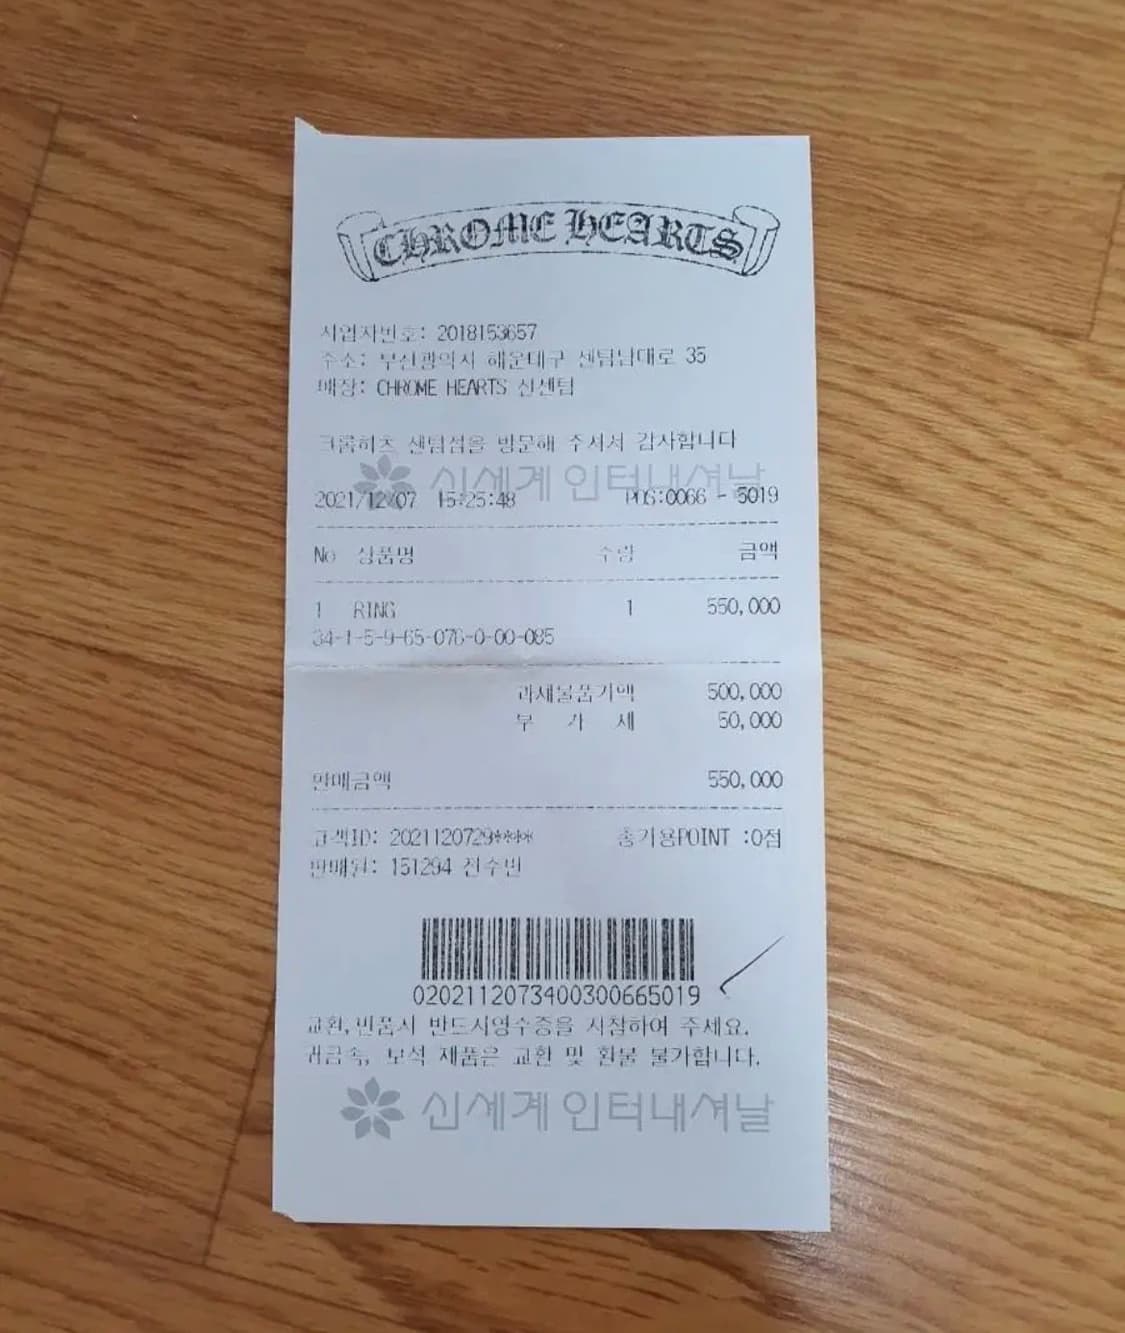 CHROME HEARTS
사업자번호: 2018153657
주소: 부산광역시 해운대구 센텀남대로 35
매장: CHROME HEARTS 신센텀
크롬하츠 센텀점을 방문해 주셔서 감사합니다
신세계인터내셔날
2021/12/07 15:25:48 POS:0066 - 5019
No 상품명 수량 금액
1 RING 1 550,000
34-1-5-9-65-076-0-00-085
과세물품가액 500,000
부 가 세 50,000
판매금액 550,000
고객ID: 2021120729**** 총가용POINT :0점
판매원: 151294 전수빈
0202112073400300665019
교환,반품시 반드시영수증을 지참하여 주세요.
귀금속, 보석 제품은 교환 및 환불 불가합니다.
신세계인터내셔날